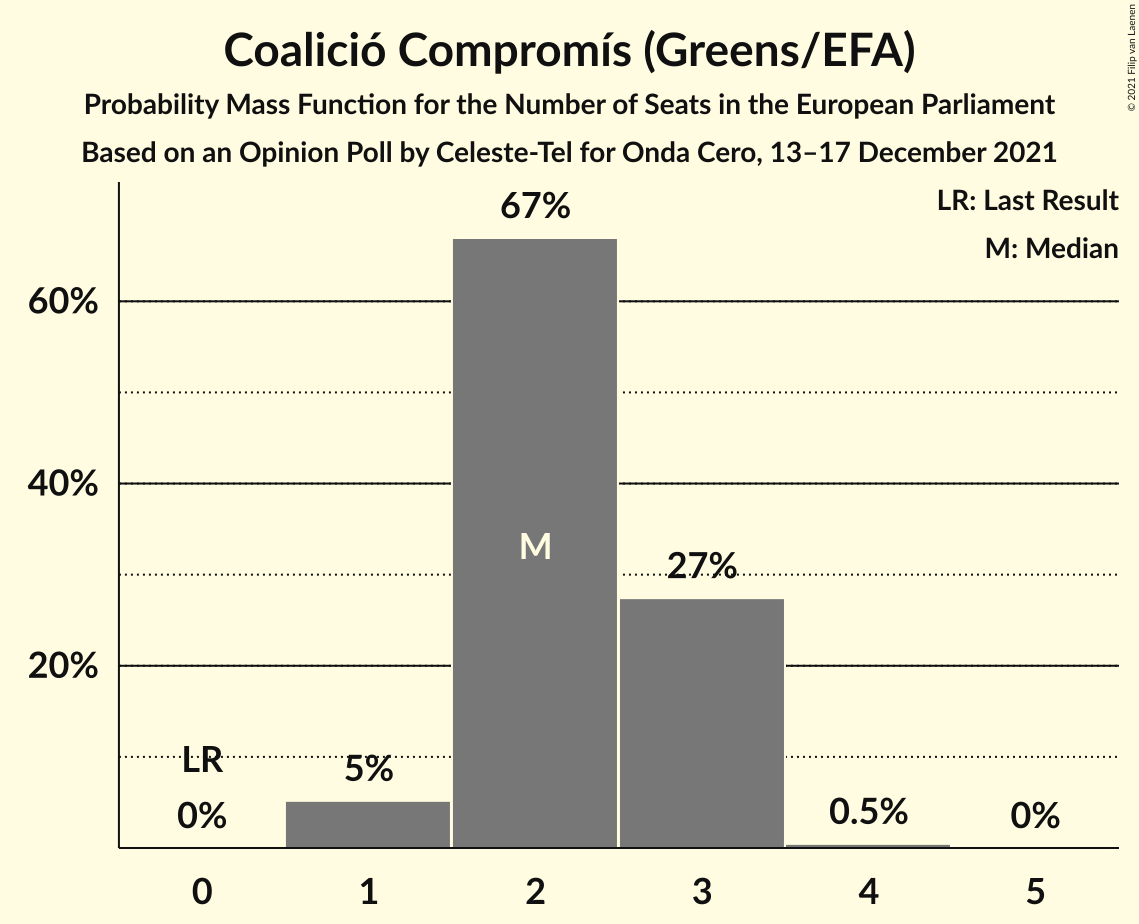 Coalició Compromís (Greens/EFA)
Probability Mass Function for the Number of Seats in the European Parliament
Based on an Opinion Poll by Celeste-Tel for Onda Cero, 13–17 December 2021
© 2021 Filip van Laenen
LR: Last Result
M: Median
67%
60%
40%
M
27%
20%
LR
5%
0%
0.5%
0%
0 1 2 3 4 5